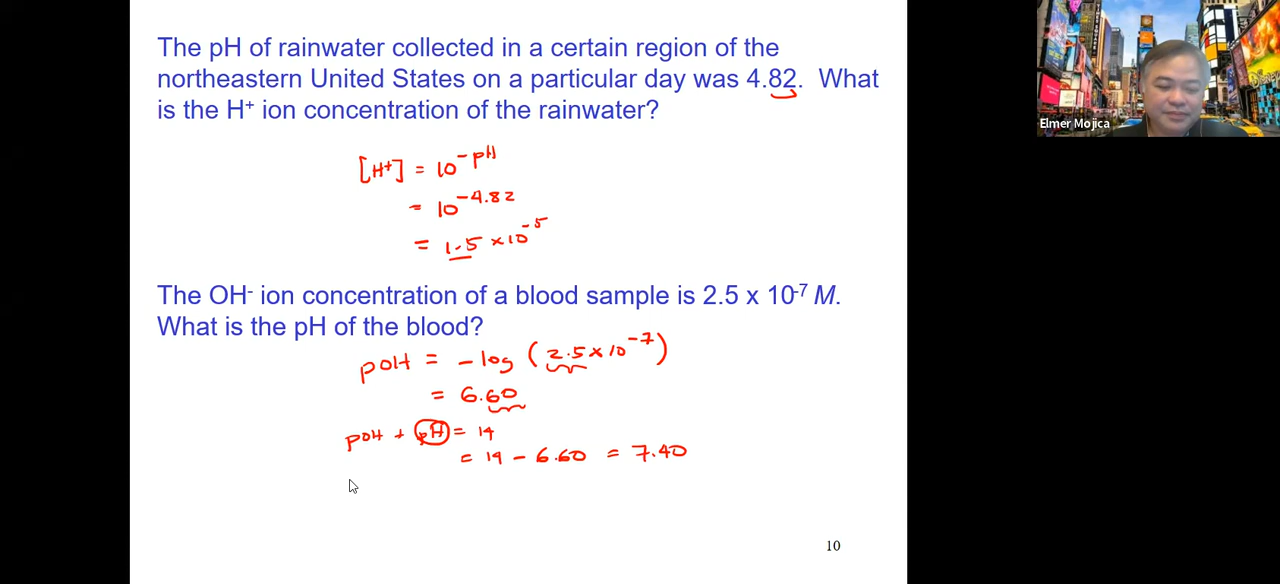 The pH of rainwater collected in a certain region of the
northeastern United States on a particular day was 4.82. What
is the H⁺ ion concentration of the rainwater?
[H⁺] = 10^-pH
= 10^-4.82
= 1.5 × 10^-5
The OH⁻ ion concentration of a blood sample is 2.5 x 10⁻⁷ M.
What is the pH of the blood?
pOH = -log (2.5 × 10^-7)
= 6.60
pOH + pH = 14
= 14 - 6.60 = 7.40
10
Elmer Mojica